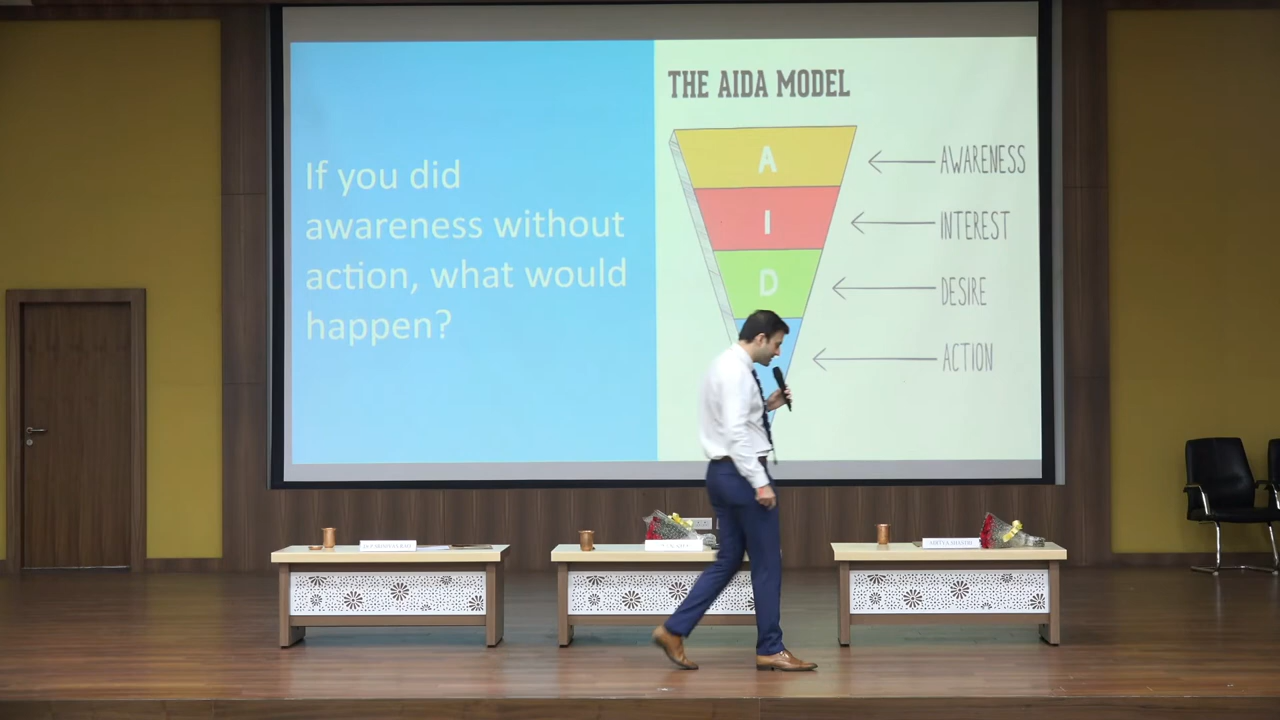 If you did
awareness without
action, what would
happen?
THE AIDA MODEL
A
AWARENESS
I
INTEREST
D
DESIRE
ACTION